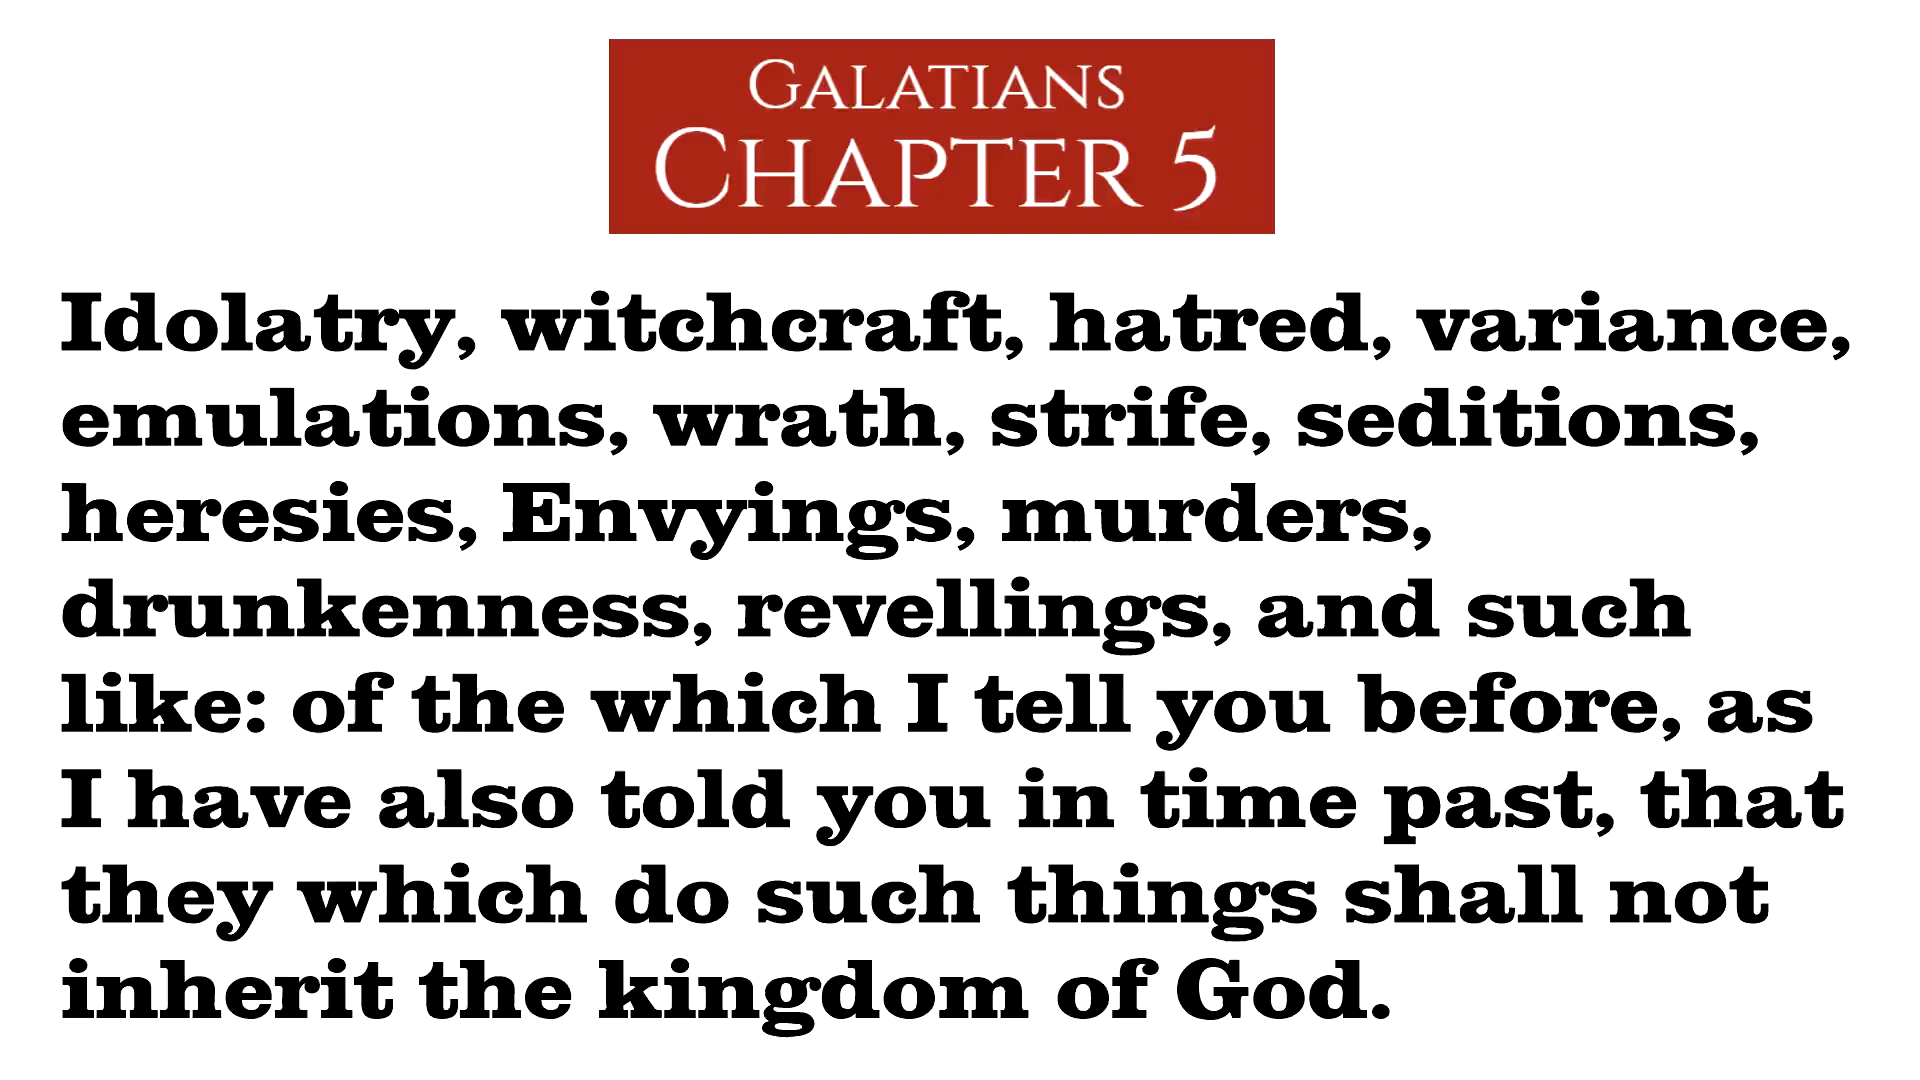 GALATIANS
CHAPTER 5
Idolatry, witchcraft, hatred, variance,
emulations, wrath, strife, seditions,
heresies, Envyings, murders,
drunkenness, revellings, and such
like: of the which I tell you before, as
I have also told you in time past, that
they which do such things shall not
inherit the kingdom of God.